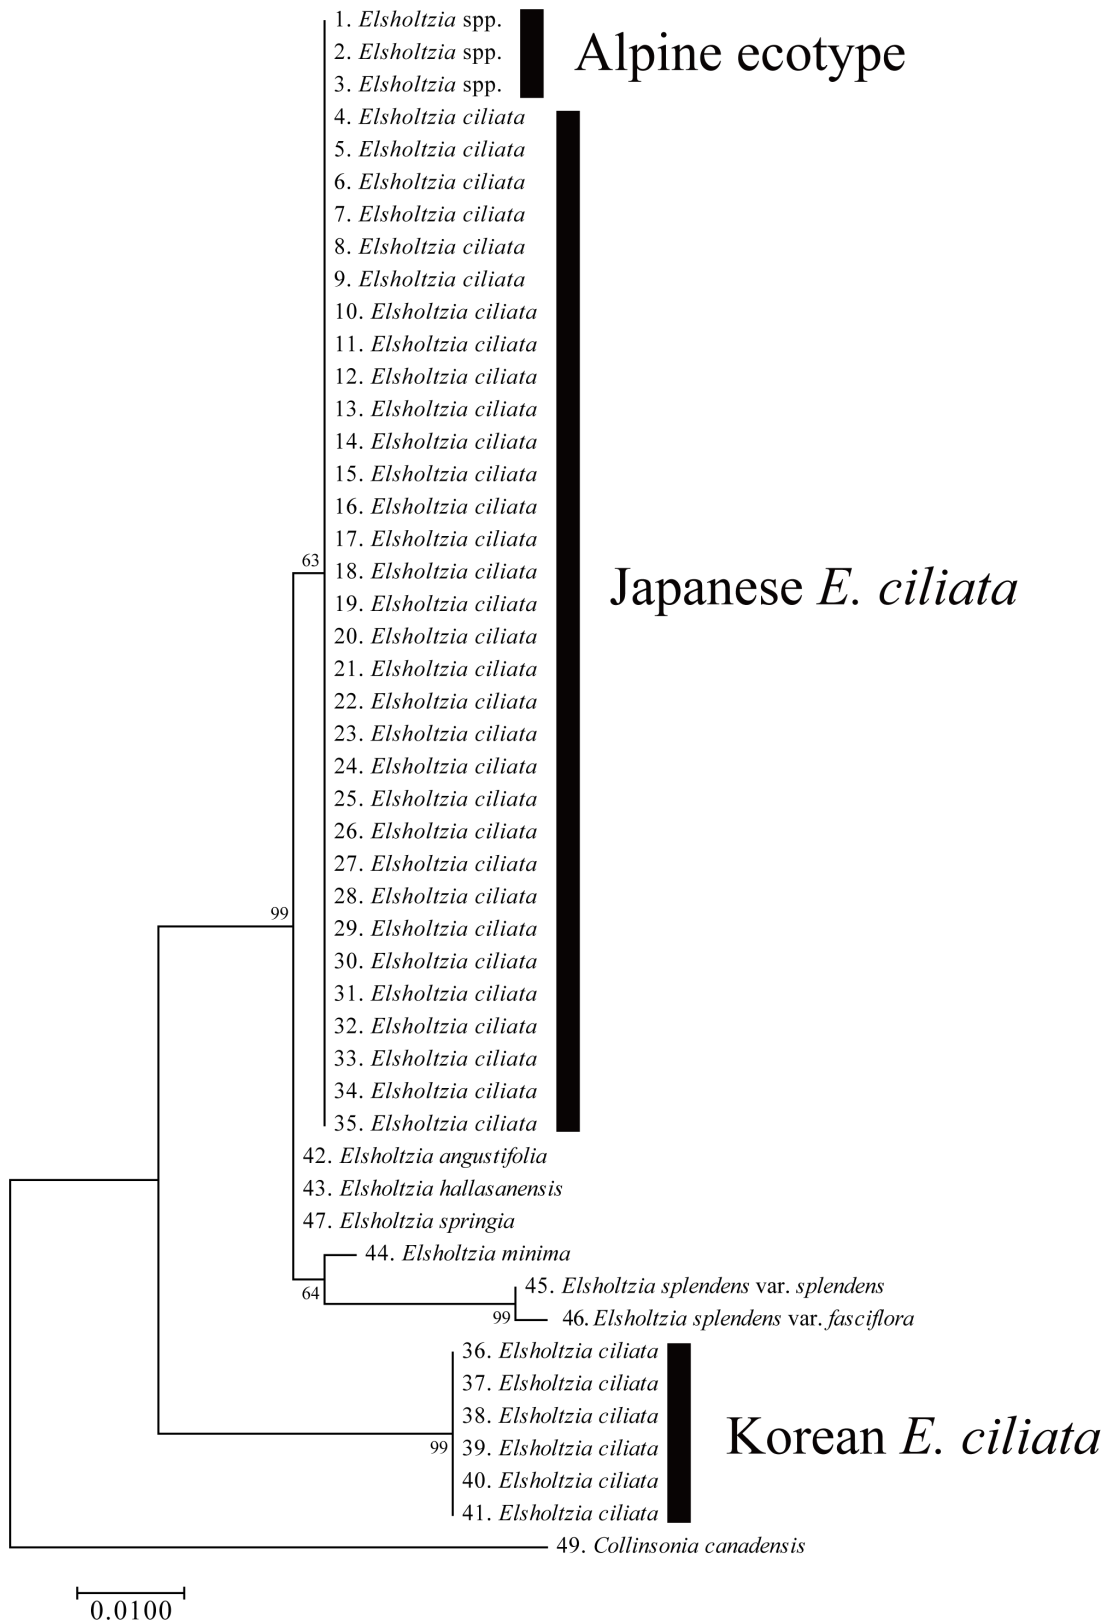 1. Elsholtzia spp.
2. Elsholtzia spp.
3. Elsholtzia spp.
Alpine ecotype
4. Elsholtzia ciliata
5. Elsholtzia ciliata
6. Elsholtzia ciliata
7. Elsholtzia ciliata
8. Elsholtzia ciliata
9. Elsholtzia ciliata
10. Elsholtzia ciliata
11. Elsholtzia ciliata
12. Elsholtzia ciliata
13. Elsholtzia ciliata
14. Elsholtzia ciliata
15. Elsholtzia ciliata
16. Elsholtzia ciliata
17. Elsholtzia ciliata
63
18. Elsholtzia ciliata
Japanese E. ciliata
19. Elsholtzia ciliata
20. Elsholtzia ciliata
21. Elsholtzia ciliata
22. Elsholtzia ciliata
23. Elsholtzia ciliata
24. Elsholtzia ciliata
25. Elsholtzia ciliata
26. Elsholtzia ciliata
27. Elsholtzia ciliata
28. Elsholtzia ciliata
99
29. Elsholtzia ciliata
30. Elsholtzia ciliata
31. Elsholtzia ciliata
32. Elsholtzia ciliata
33. Elsholtzia ciliata
34. Elsholtzia ciliata
35. Elsholtzia ciliata
42. Elsholtzia angustifolia
43. Elsholtzia hallasanensis
47. Elsholtzia springia
44. Elsholtzia minima
64
45. Elsholtzia splendens var. splendens
99
46. Elsholtzia splendens var. fasciflora
36. Elsholtzia ciliata
37. Elsholtzia ciliata
38. Elsholtzia ciliata
99
39. Elsholtzia ciliata
Korean E. ciliata
40. Elsholtzia ciliata
41. Elsholtzia ciliata
49. Collinsonia canadensis
0.0100